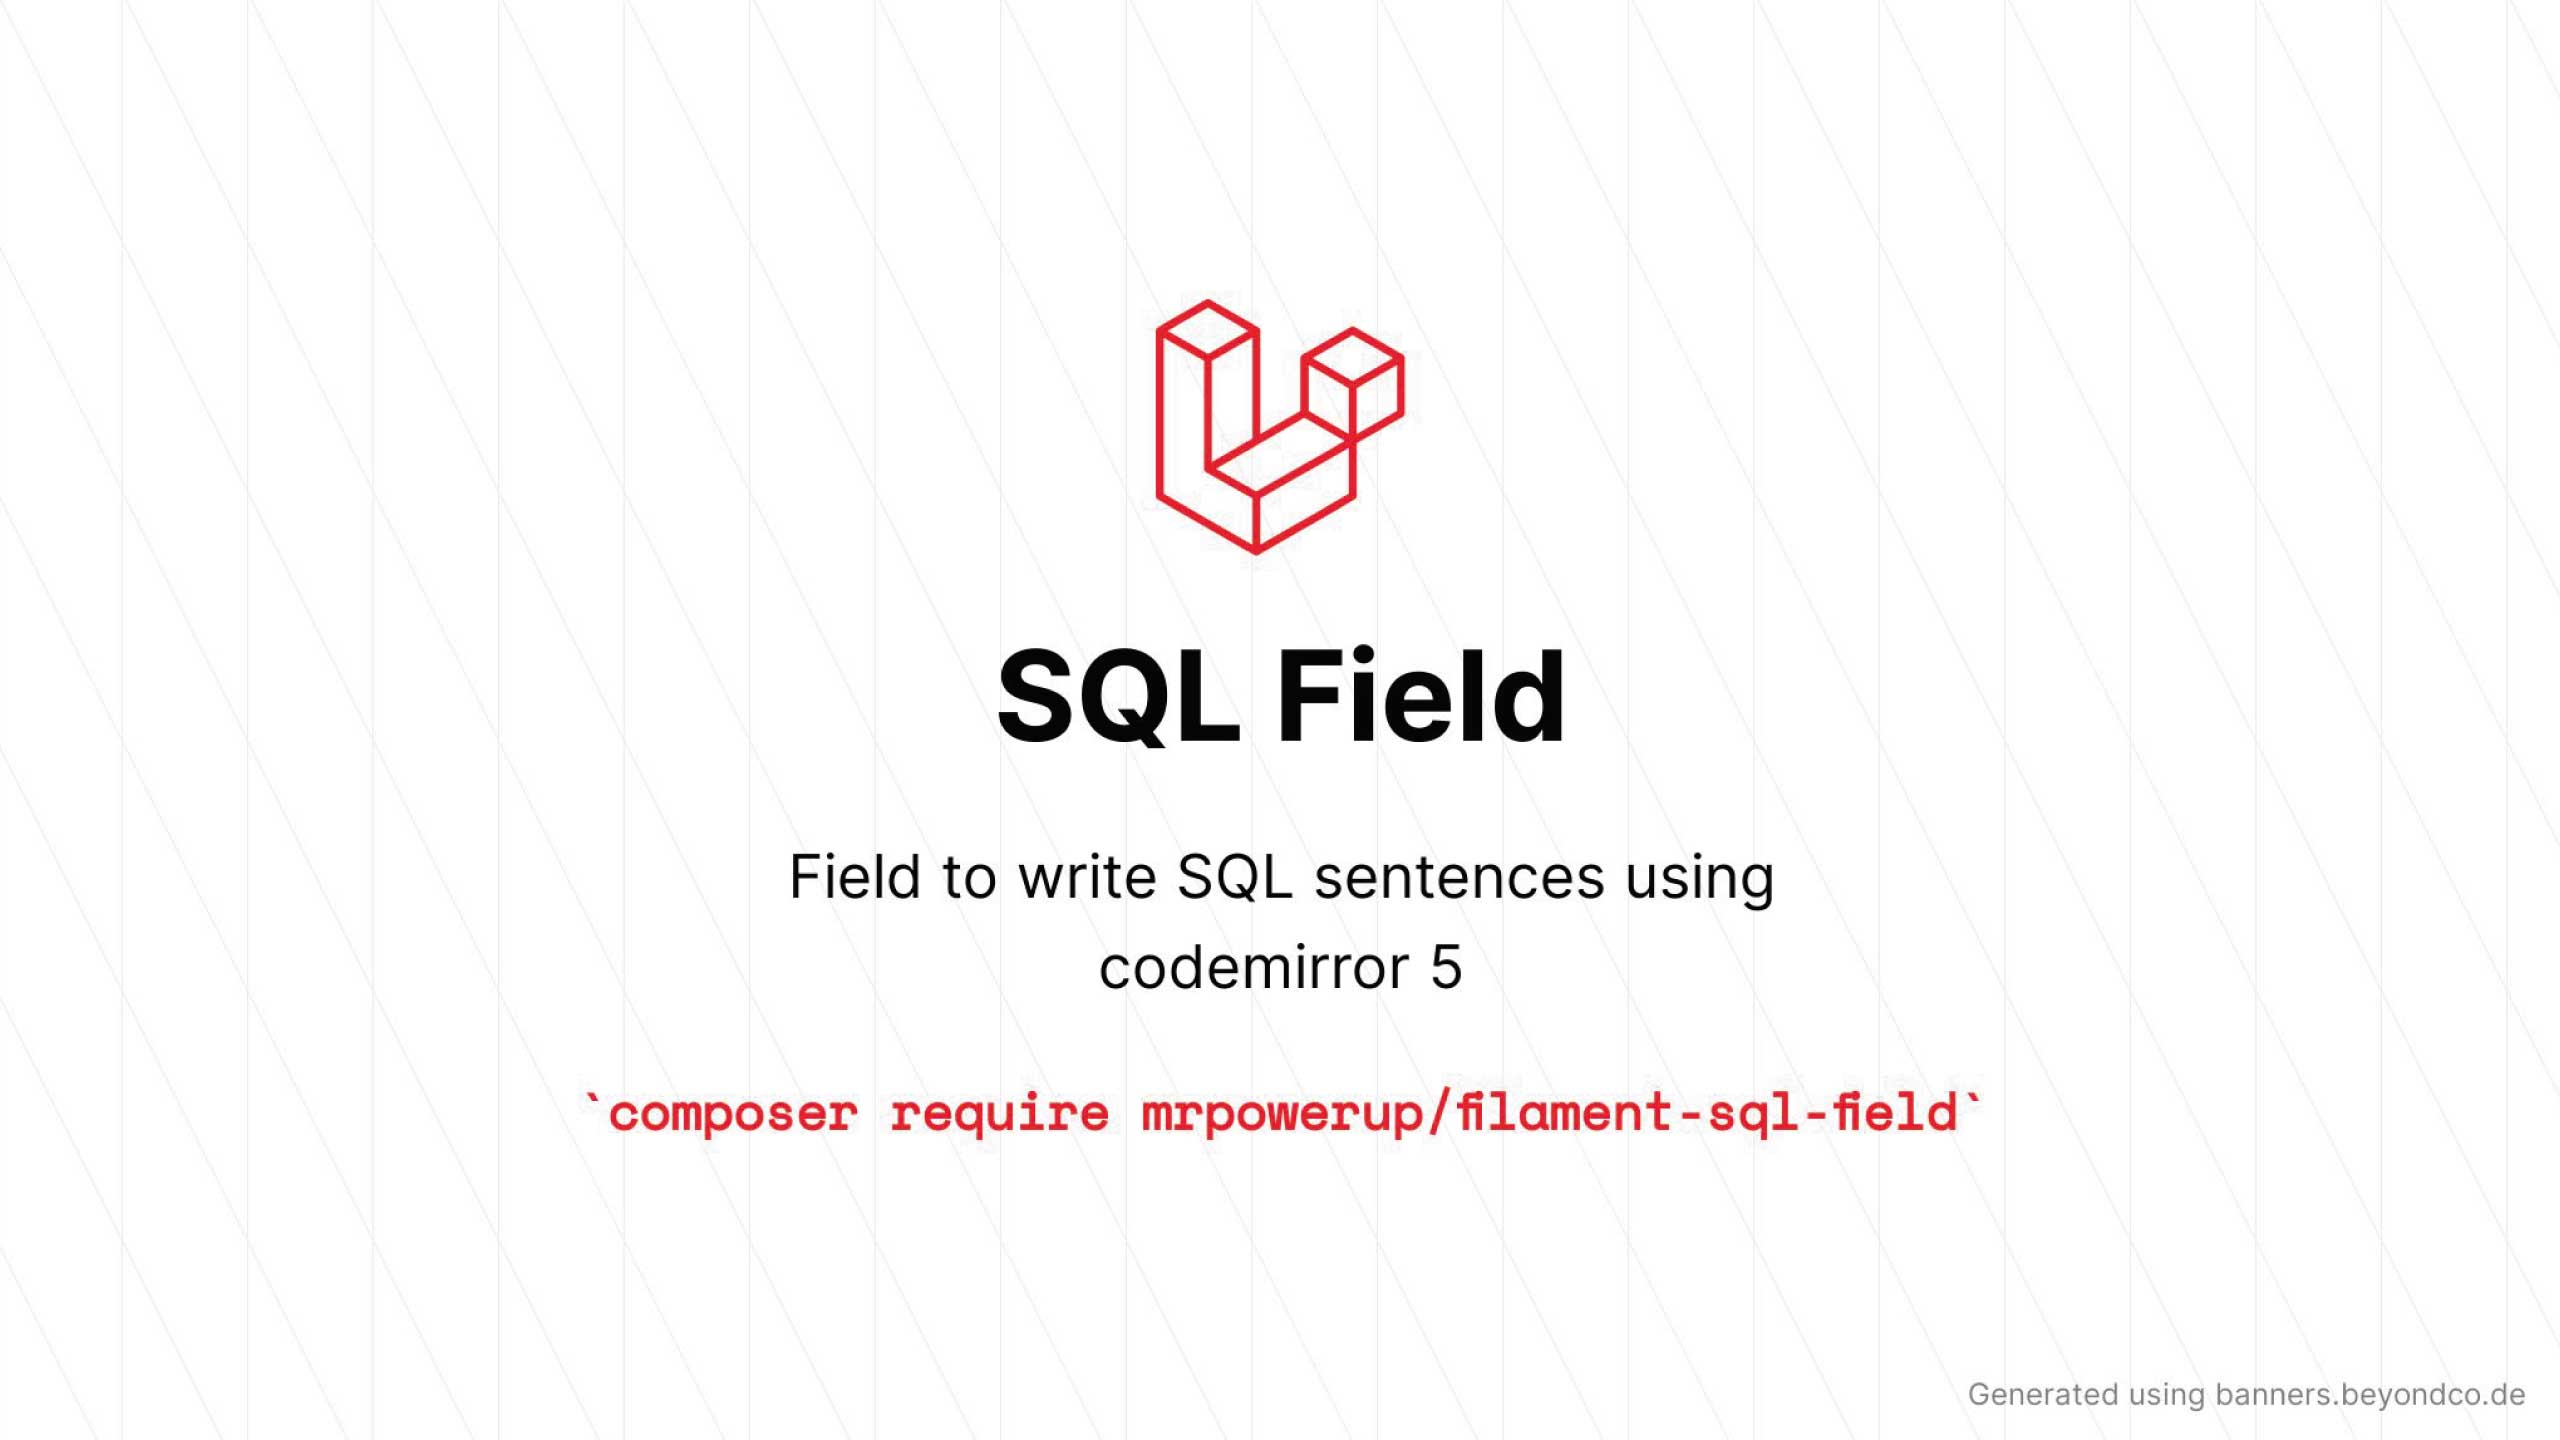 SQL Field
Field to write SQL sentences using
codemirror 5
`composer require mrpowerup/filament-sql-field`
Generated using banners.beyondco.de